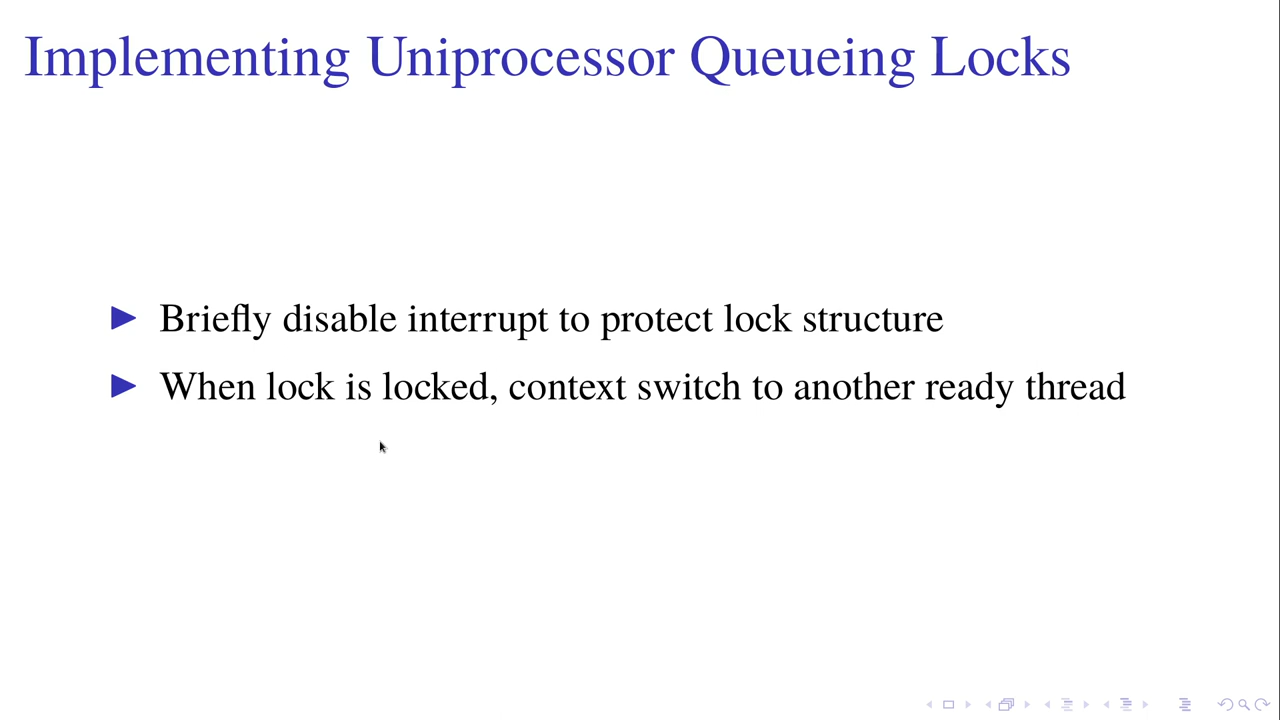 Implementing Uniprocessor Queueing Locks
Briefly disable interrupt to protect lock structure
When lock is locked, context switch to another ready thread